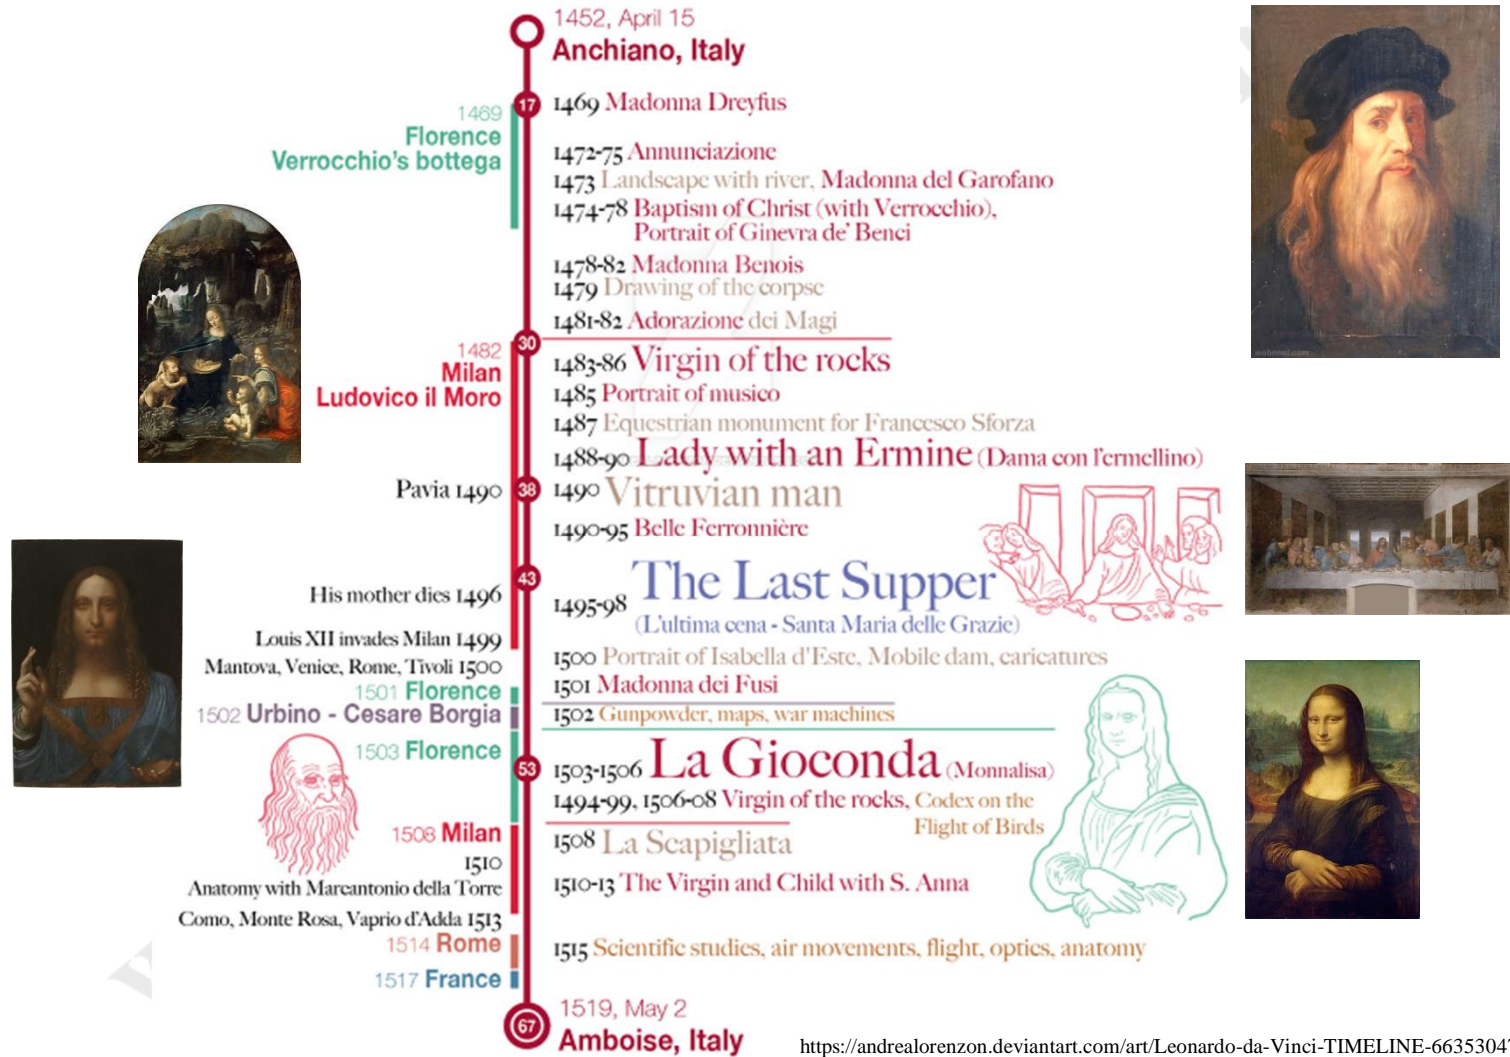 1452, April 15
Anchiano, Italy
17
1469 Madonna Dreyfus
1469
Florence
Verrocchio's bottega
1472-75 Annunciazione
1473 Landscape with river, Madonna del Garofano
1474-78 Baptism of Christ (with Verrocchio),
Portrait of Ginevra de' Benci
1478-82 Madonna Benois
1479 Drawing of the corpse
1481-82 Adorazione dei Magi
30
1482
Milan
Ludovico il Moro
1483-86 Virgin of the rocks
1485 Portrait of musico
1487 Equestrian monument for Francesco Sforza
1488-90 Lady with an Ermine (Dama con l'ermellino)
Pavia 1490
38
1490 Vitruvian man
1490-95 Belle Ferronnière
43
His mother dies 1496
1495-98 The Last Supper
(L'ultima cena - Santa Maria delle Grazie)
Louis XII invades Milan 1499
Mantova, Venice, Rome, Tivoli 1500
1500 Portrait of Isabella d'Este, Mobile dam, caricatures
1501 Florence
1501 Madonna dei Fusi
1502 Urbino - Cesare Borgia
1502 Gunpowder, maps, war machines
1503 Florence
53
1503-1506 La Gioconda (Monnalisa)
1494-99, 1506-08 Virgin of the rocks, Codex on the
Flight of Birds
1508 Milan
1508 La Scapigliata
1510
Anatomy with Marcantonio della Torre
1510-13 The Virgin and Child with S. Anna
Como, Monte Rosa, Vaprio d'Adda 1513
1514 Rome
1515 Scientific studies, air movements, flight, optics, anatomy
1517 France
67
1519, May 2
Amboise, Italy
https://andrealorenzon.deviantart.com/art/Leonardo-da-Vinci-TIMELINE-6635304